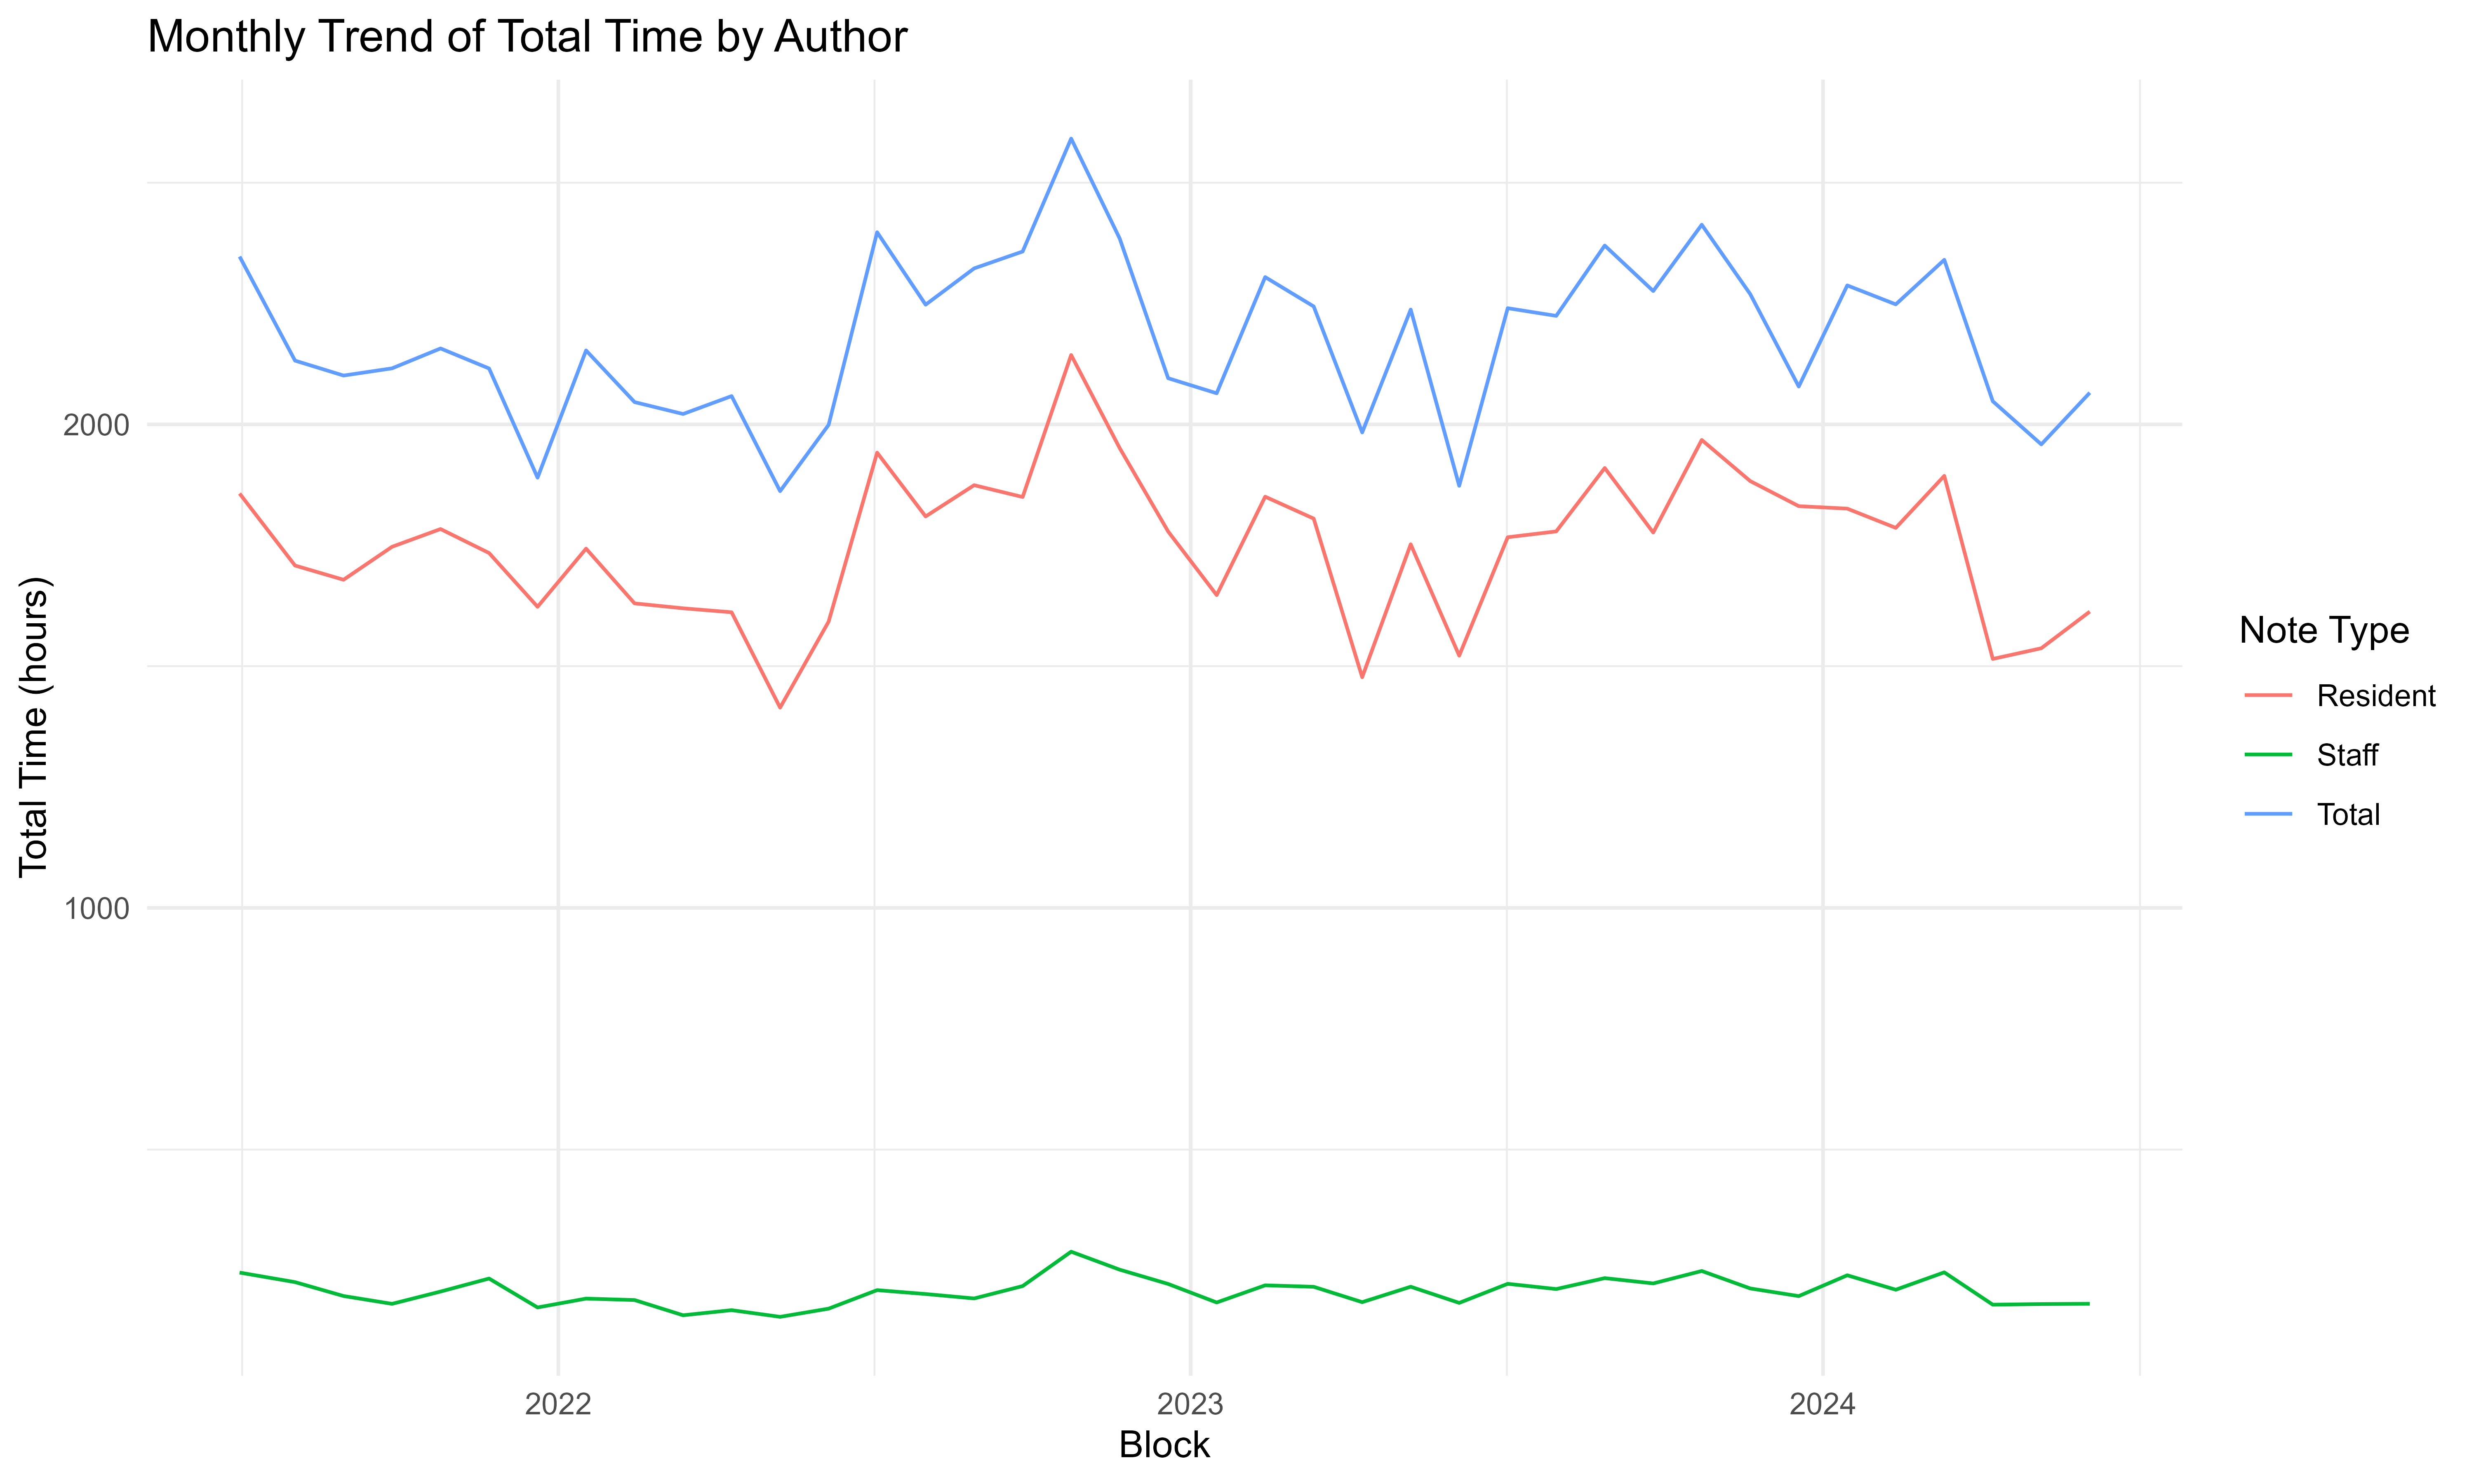 Monthly Trend of Total Time by Author
Total Time (hours)
2000
1000
2022
2023
2024
Block
Note Type
Resident
Staff
Total